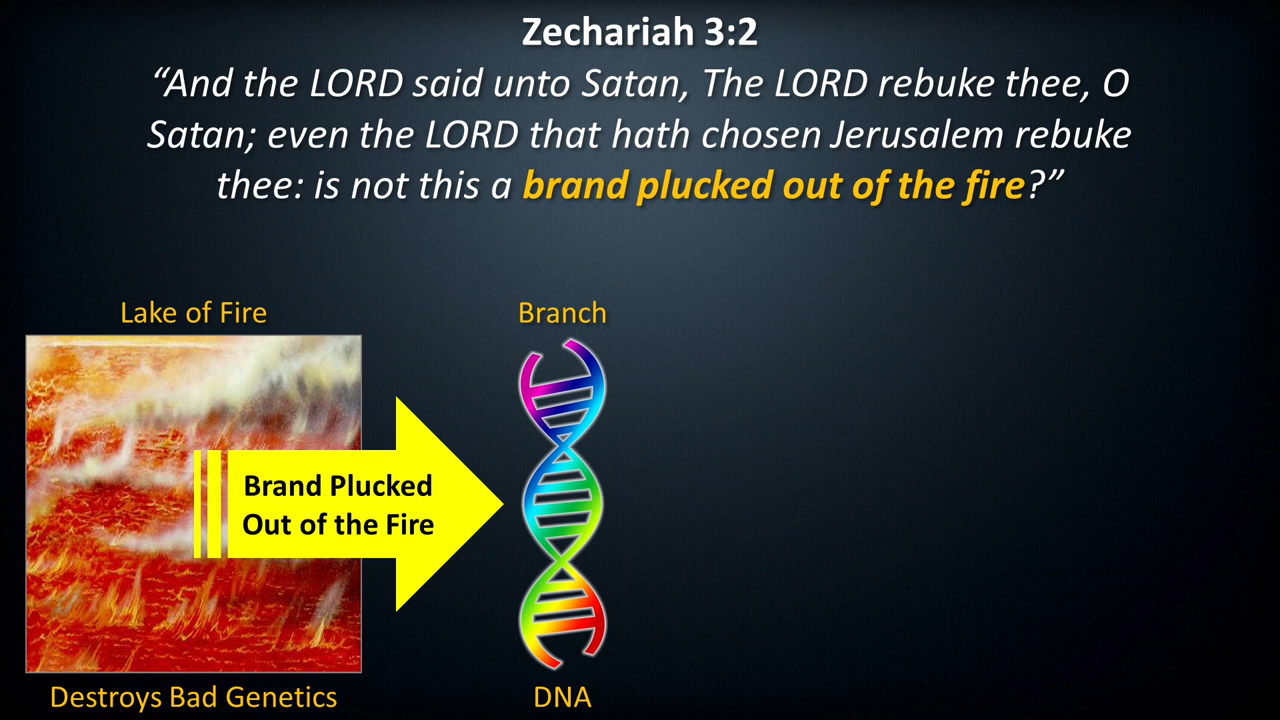 Zechariah 3:2
“And the LORD said unto Satan, The LORD rebuke thee, O
Satan; even the LORD that hath chosen Jerusalem rebuke
thee: is not this a brand plucked out of the fire?”
Lake of Fire
Branch
Brand Plucked
Out of the Fire
Destroys Bad Genetics
DNA